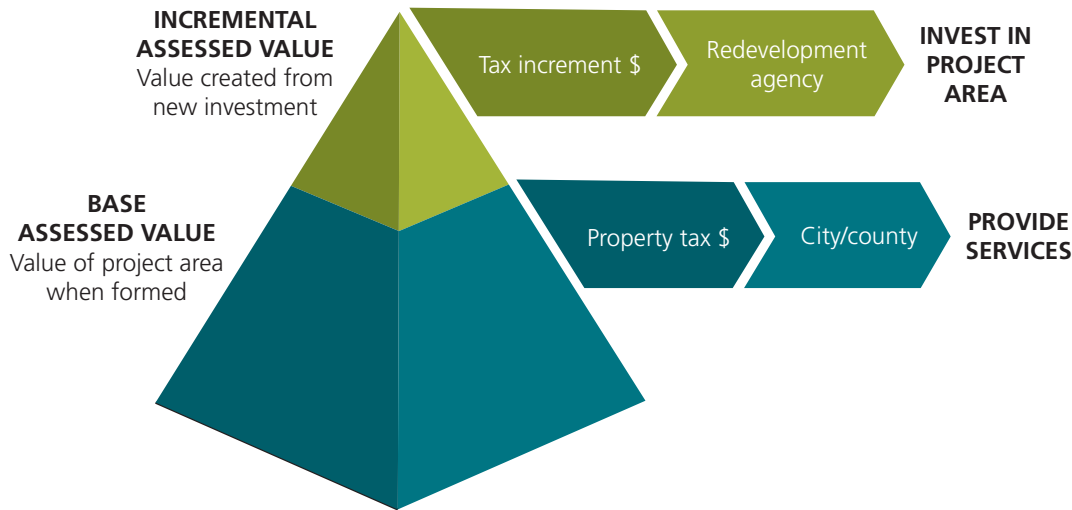 INCREMENTAL
ASSESSED VALUE
Value created from
new investment
Tax increment $
Redevelopment
agency
INVEST IN
PROJECT
AREA
BASE
ASSESSED VALUE
Value of project area
when formed
Property tax $
City/county
PROVIDE
SERVICES